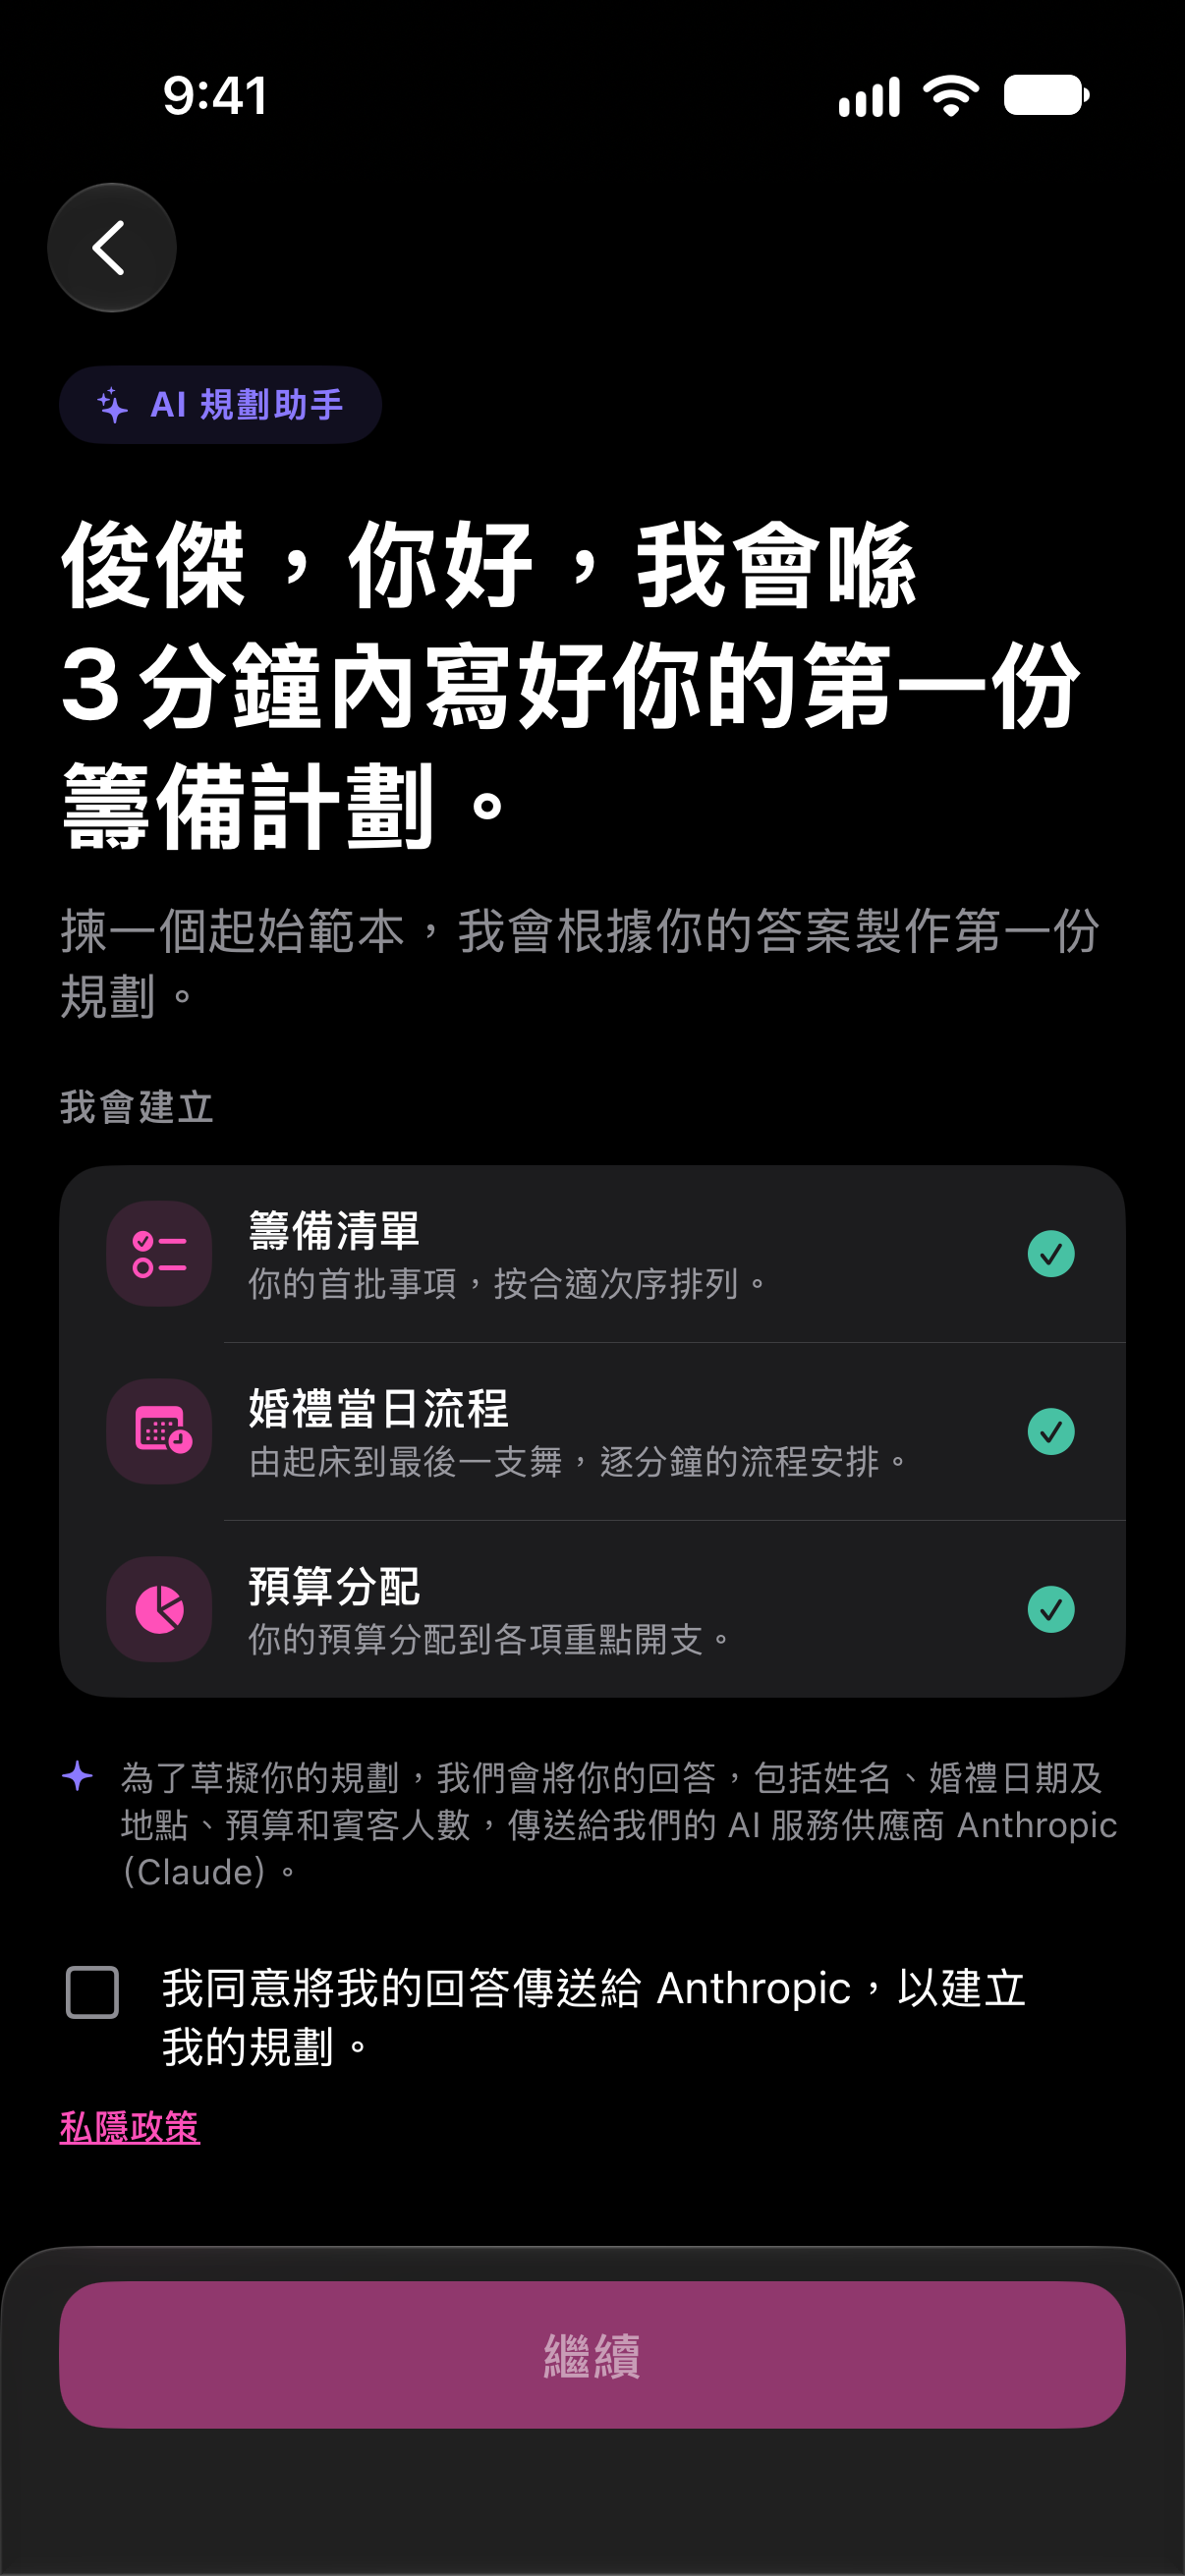 9:41
AI 規劃助手
俊傑，你好，我會喺
3 分鐘內寫好你的第一份
籌備計劃。
揀一個起始範本，我會根據你的答案製作第一份
規劃。
我會建立
籌備清單
你的首批事項，按合適次序排列。
婚禮當日流程
由起床到最後一支舞，逐分鐘的流程安排。
預算分配
你的預算分配到各項重點開支。
為了草擬你的規劃，我們會將你的回答，包括姓名、婚禮日期及
地點、預算和賓客人數，傳送給我們的 AI 服務供應商 Anthropic
(Claude)。
我同意將我的回答傳送給 Anthropic，以建立
我的規劃。
私隱政策
繼續